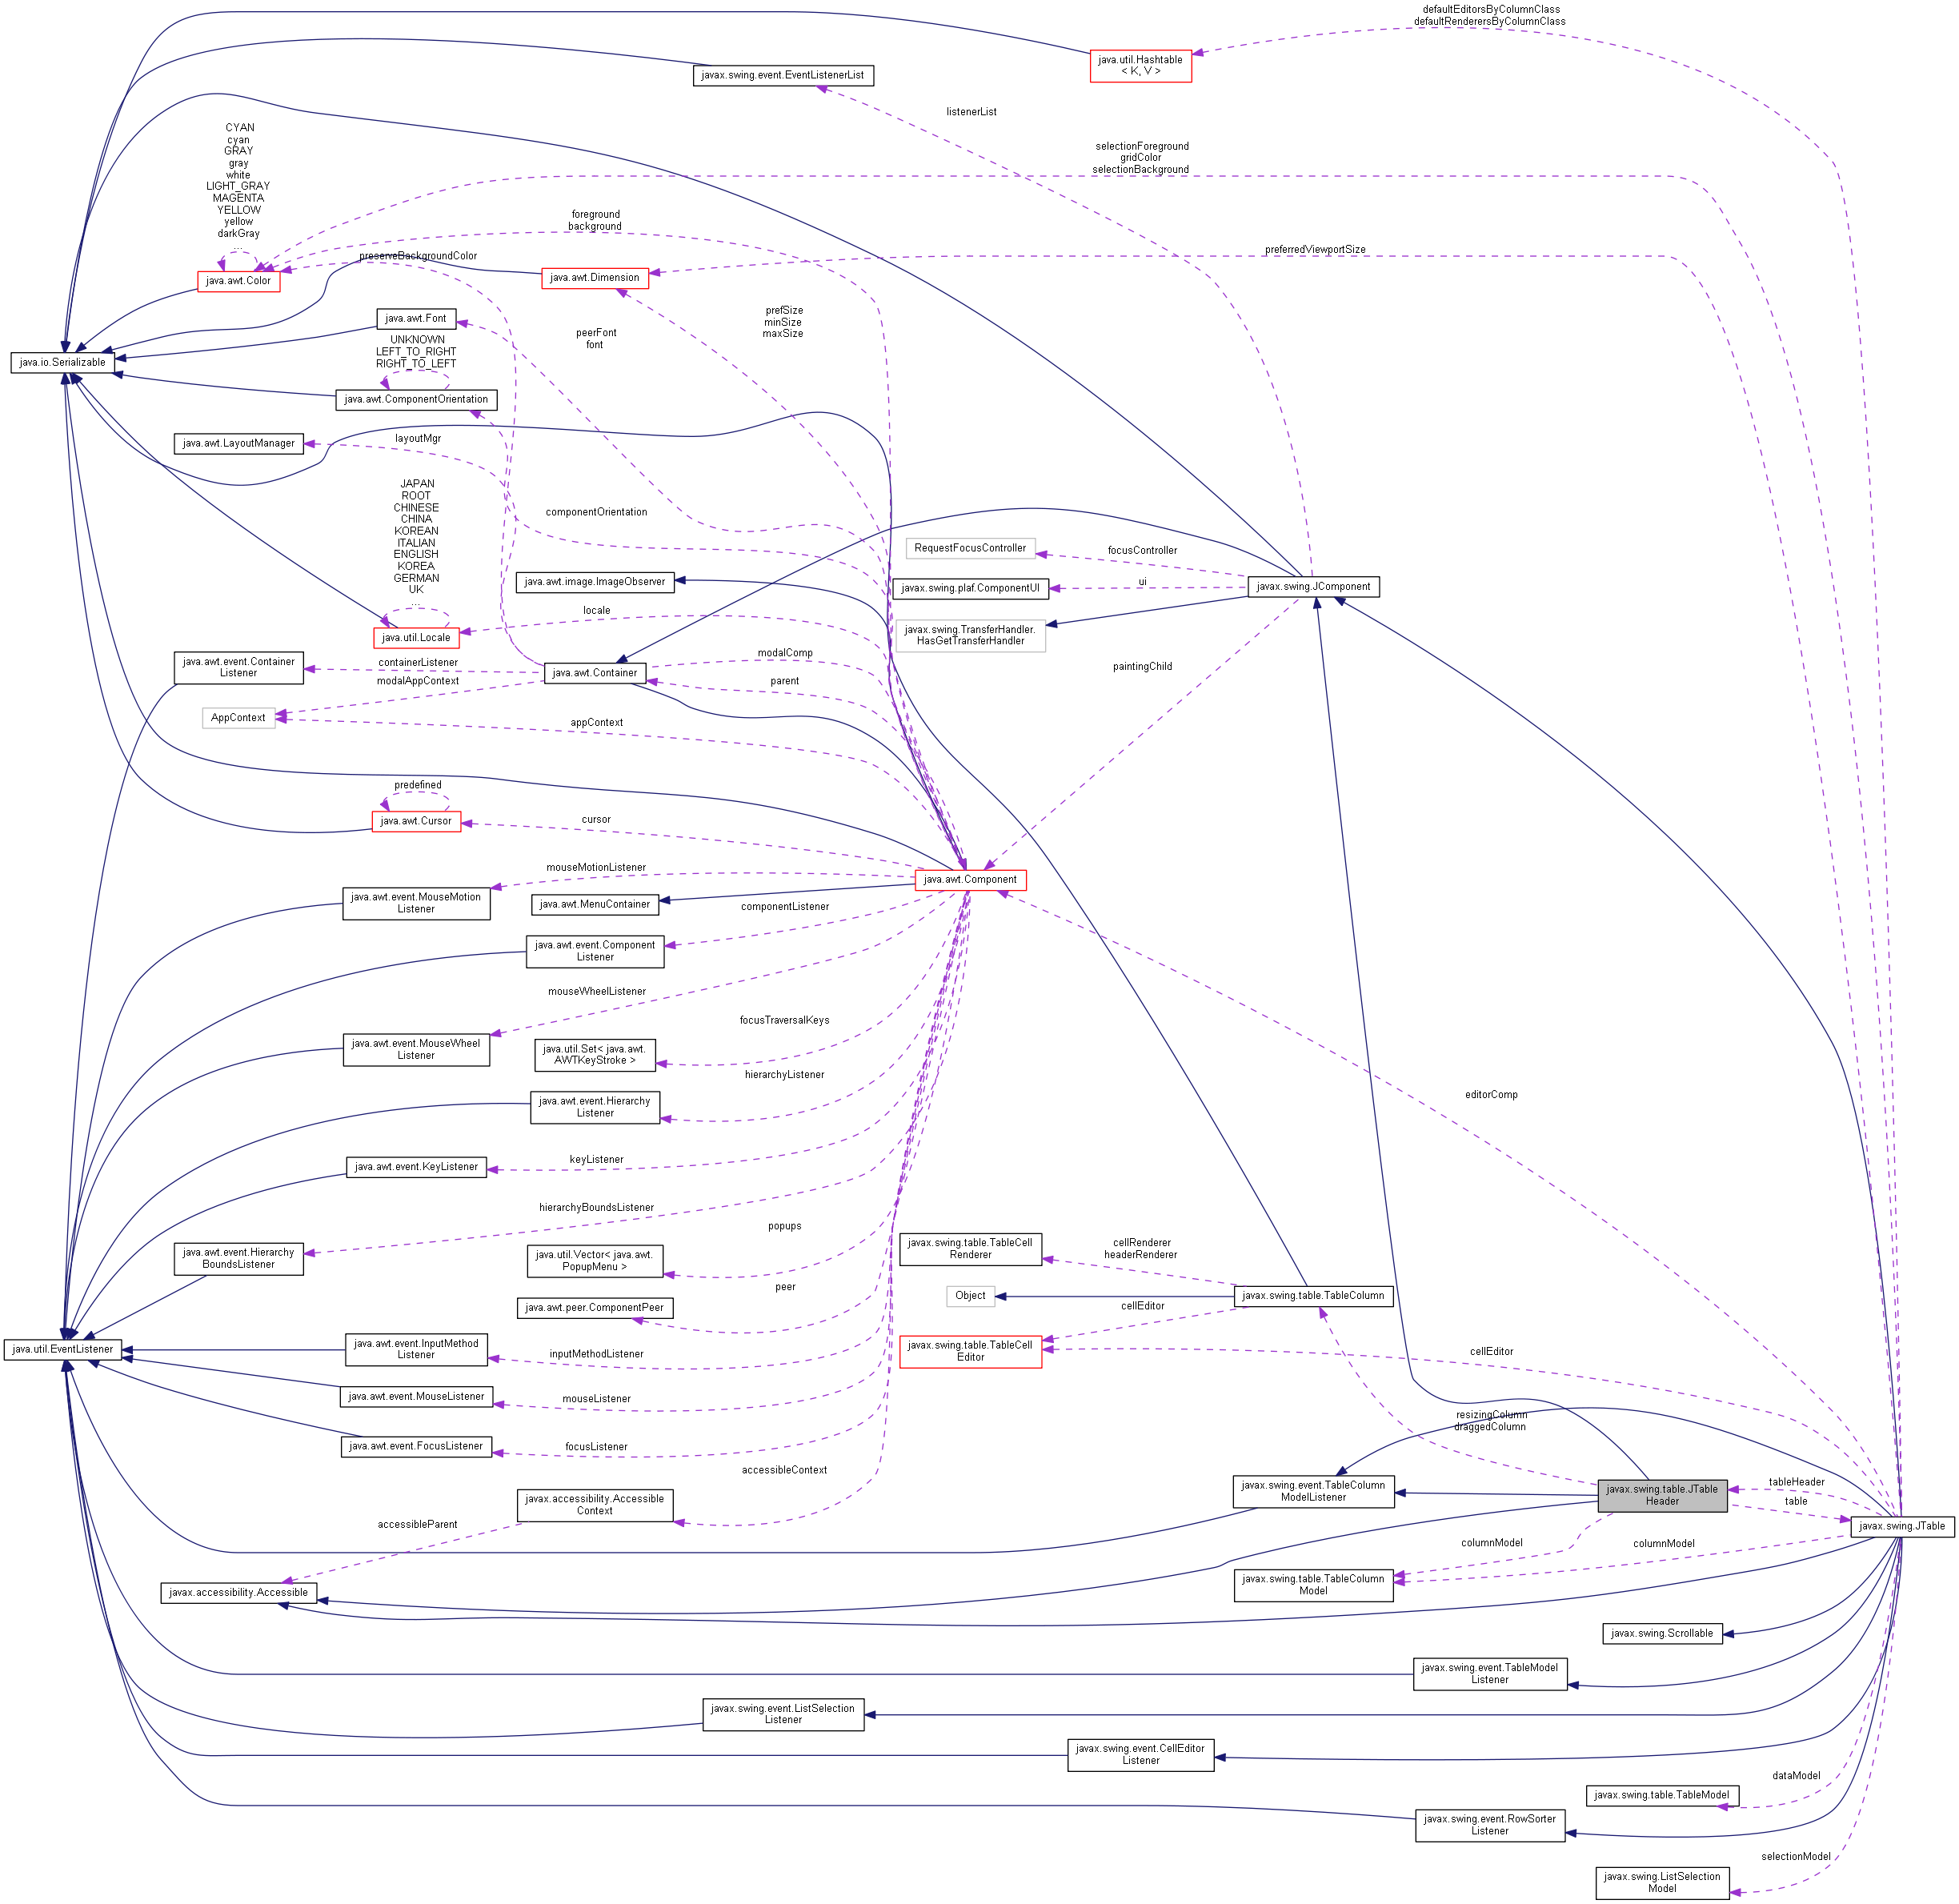 defaultEditorsByColumnClass
defaultRenderersByColumnClass
java.util.Hashtable
< K, V >
javax.swing.event.EventListenerList
listenerList
CYAN
cyan
GRAY
gray
white
LIGHT_GRAY
MAGENTA
YELLOW
yellow
darkGray
...
selectionForeground
gridColor
selectionBackground
foreground
background
preserveBackgroundColor
preferredViewportSize
java.awt.Color
java.awt.Dimension
java.awt.Font
peerFont
font
prefSize
minSize
maxSize
UNKNOWN
LEFT_TO_RIGHT
RIGHT_TO_LEFT
java.io.Serializable
java.awt.ComponentOrientation
java.awt.LayoutManager
layoutMgr
JAPAN
ROOT
CHINESE
CHINA
KOREAN
ITALIAN
ENGLISH
KOREA
GERMAN
UK
...
componentOrientation
RequestFocusController
focusController
java.awt.image.ImageObserver
javax.swing.plaf.ComponentUI
ui
javax.swing.JComponent
locale
java.util.Locale
javax.swing.TransferHandler.
HasGetTransferHandler
java.awt.event.Container
Listener
containerListener
modalAppContext
java.awt.Container
modalComp
parent
paintingChild
AppContext
appContext
predefined
java.awt.Cursor
cursor
mouseMotionListener
java.awt.Component
java.awt.event.MouseMotion
Listener
java.awt.MenuContainer
componentListener
java.awt.event.Component
Listener
mouseWheelListener
focusTraversalKeys
java.awt.event.MouseWheel
Listener
java.util.Set< java.awt.
AWTKeyStroke >
hierarchyListener
java.awt.event.Hierarchy
Listener
editorComp
java.awt.event.KeyListener
keyListener
hierarchyBoundsListener
java.awt.event.Hierarchy
BoundsListener
java.util.Vector< java.awt.
PopupMenu >
popups
javax.swing.table.TableCell
Renderer
cellRenderer
headerRenderer
peer
Object
javax.swing.table.TableColumn
java.awt.peer.ComponentPeer
cellEditor
java.util.EventListener
java.awt.event.InputMethod
Listener
inputMethodListener
javax.swing.table.TableCell
Editor
cellEditor
java.awt.event.MouseListener
mouseListener
resizingColumn
draggedColumn
java.awt.event.FocusListener
focusListener
accessibleContext
javax.accessibility.Accessible
Context
javax.swing.event.TableColumn
ModelListener
javax.swing.table.JTable
Header
tableHeader
table
accessibleParent
javax.swing.JTable
columnModel
columnModel
javax.accessibility.Accessible
javax.swing.table.TableColumn
Model
javax.swing.Scrollable
javax.swing.event.TableModel
Listener
javax.swing.event.ListSelection
Listener
javax.swing.event.CellEditor
Listener
dataModel
javax.swing.table.TableModel
javax.swing.event.RowSorter
Listener
selectionModel
javax.swing.ListSelection
Model